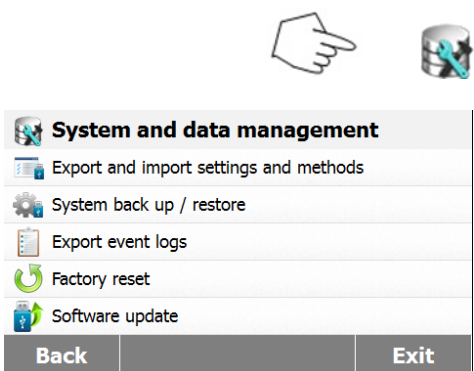 System and data management
Export and import settings and methods
System back up / restore
Export event logs
Factory reset
Software update
Back Exit